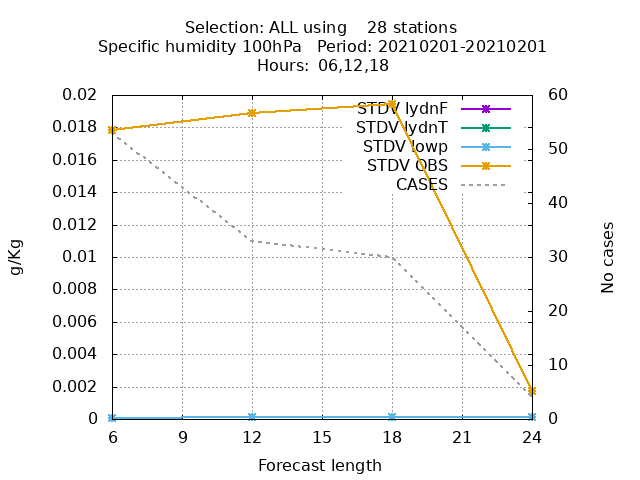 Selection: ALL using    28 stations
Specific humidity 100hPa   Period: 20210201-20210201
Hours:  06,12,18
STDV lydnF
STDV lydnT
STDV lowp
STDV OBS
CASES
g/Kg
0.02
0.018
0.016
0.014
0.012
0.01
0.008
0.006
0.004
0.002
0
60
50
40
30
20
10
0
No cases
6 9 12 15 18 21 24
Forecast length